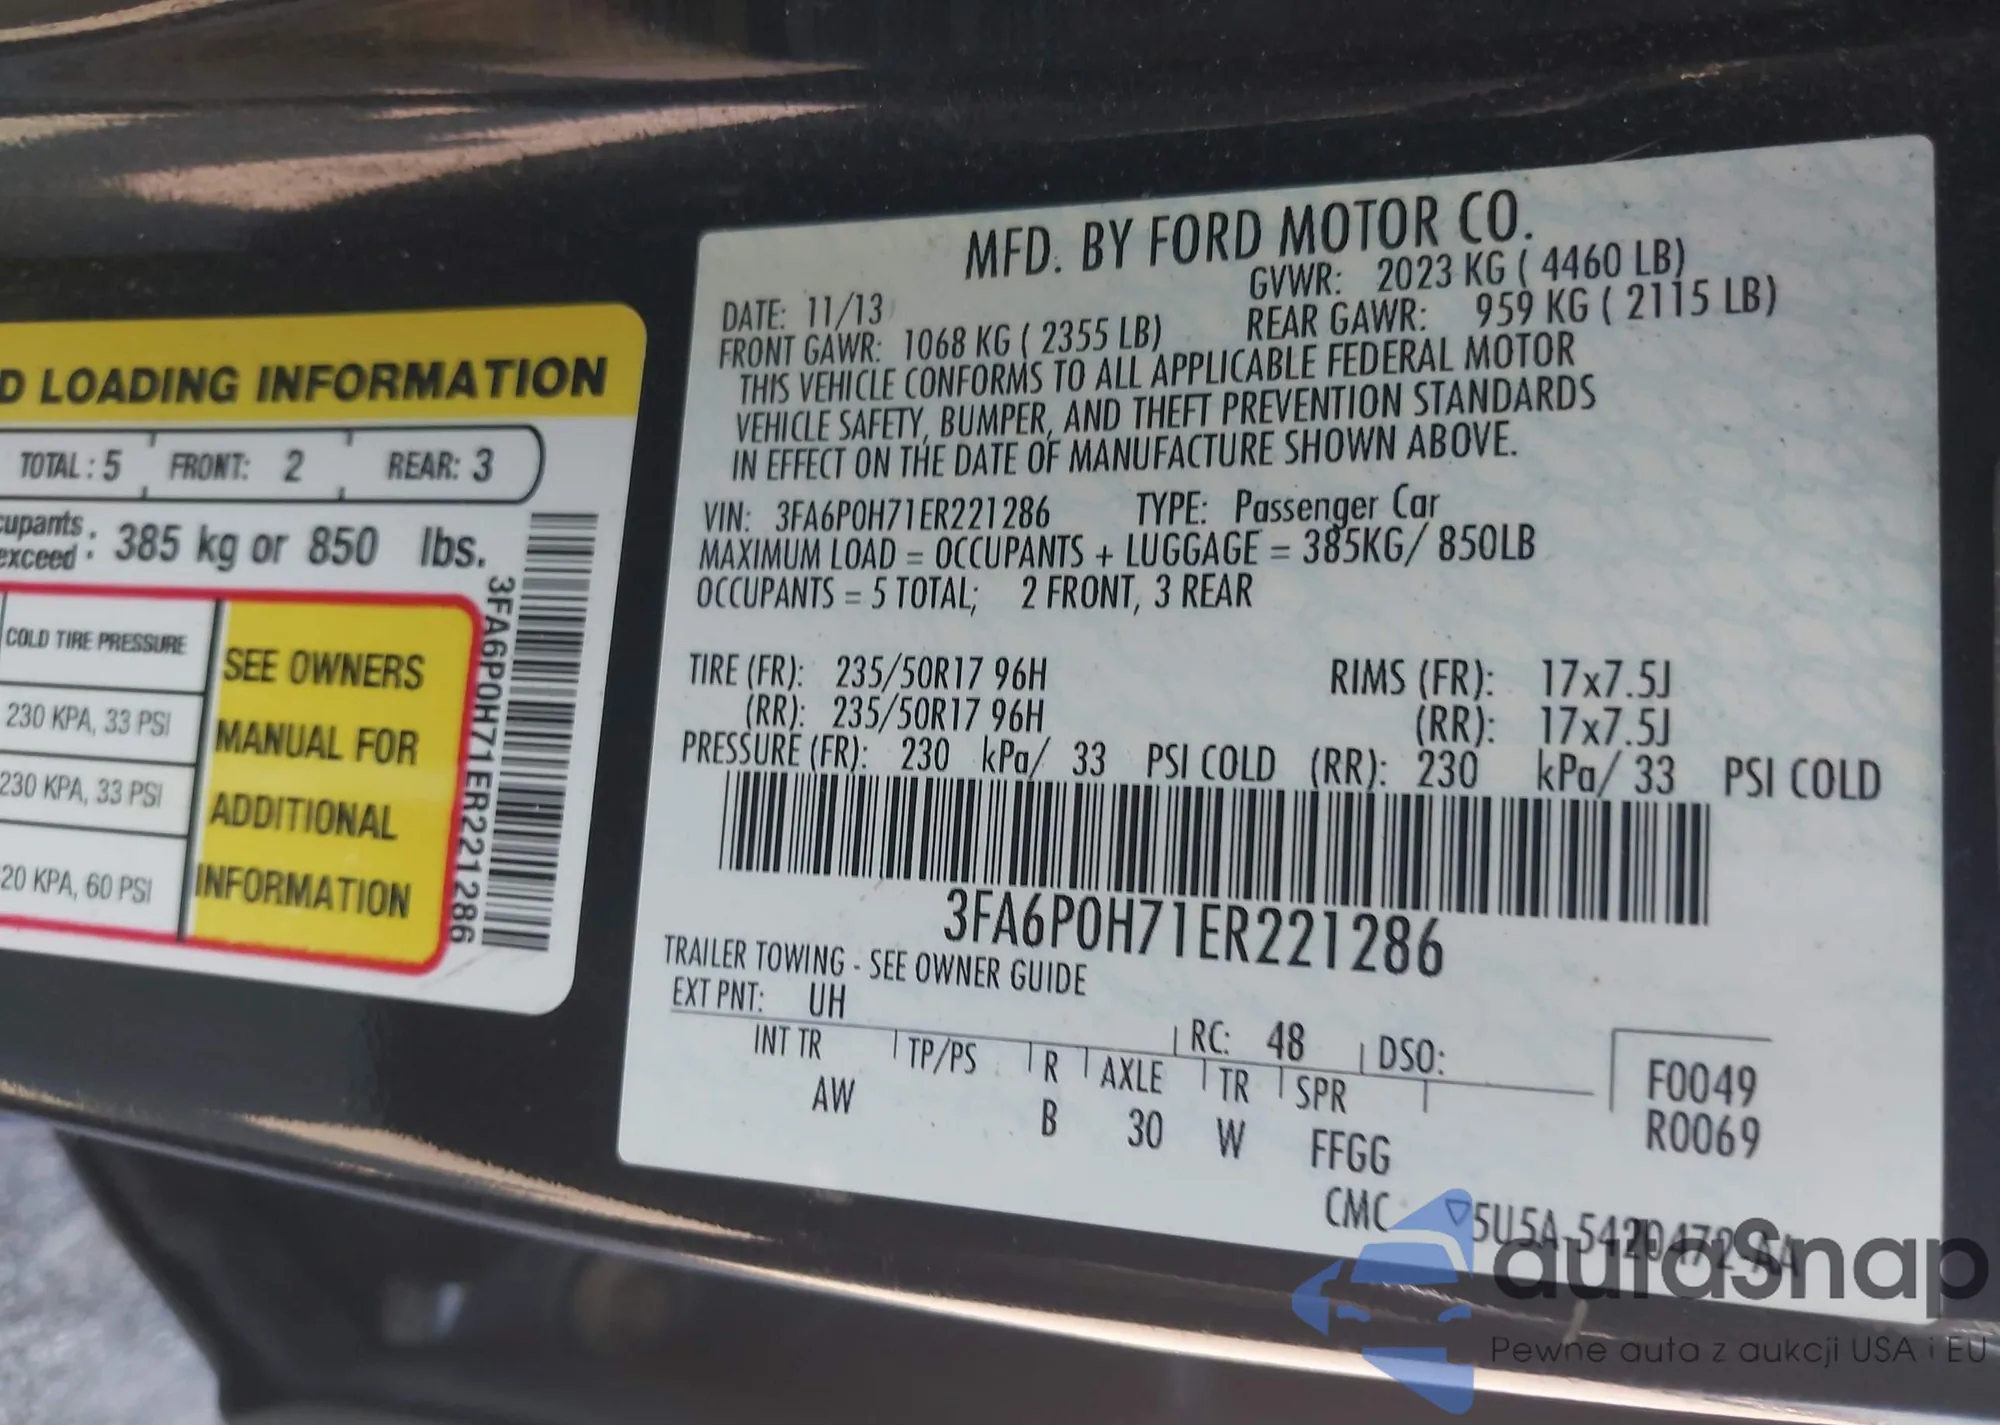 D LOADING INFORMATION
TOTAL : 5 FRONT: 2 REAR: 3
cupants.
exceed : 385 kg or 850 lbs.
COLD TIRE PRESSURE
230 KPA, 33 PSI
230 KPA, 33 PSI
20 KPA, 60 PSI
SEE OWNERS
MANUAL FOR
ADDITIONAL
INFORMATION
3FA6P0H71ER221286
MFD. BY FORD MOTOR CO.
DATE: 11/13 GVWR: 2023 KG ( 4460 LB)
FRONT GAWR: 1068 KG ( 2355 LB) REAR GAWR: 959 KG ( 2115 LB)
THIS VEHICLE CONFORMS TO ALL APPLICABLE FEDERAL MOTOR
VEHICLE SAFETY, BUMPER, AND THEFT PREVENTION STANDARDS
IN EFFECT ON THE DATE OF MANUFACTURE SHOWN ABOVE.
VIN: 3FA6P0H71ER221286 TYPE: Passenger Car
MAXIMUM LOAD = OCCUPANTS + LUGGAGE = 385KG/ 850LB
OCCUPANTS = 5 TOTAL; 2 FRONT, 3 REAR
TIRE (FR): 235/50R17 96H RIMS (FR): 17x7.5J
(RR): 235/50R17 96H (RR): 17x7.5J
PRESSURE (FR): 230 kPa/ 33 PSI COLD (RR): 230 kPa/ 33 PSI COLD
3FA6P0H71ER221286
TRAILER TOWING - SEE OWNER GUIDE
EXT PNT: UH RC: 48 DSO:
INT TR TP/PS R AXLE TR SPR
AW B 30 W FFGG
F0049
R0069
CMC 5U5A-5420472-AA
autaSnap
Pewne auta z aukcji USA i EU